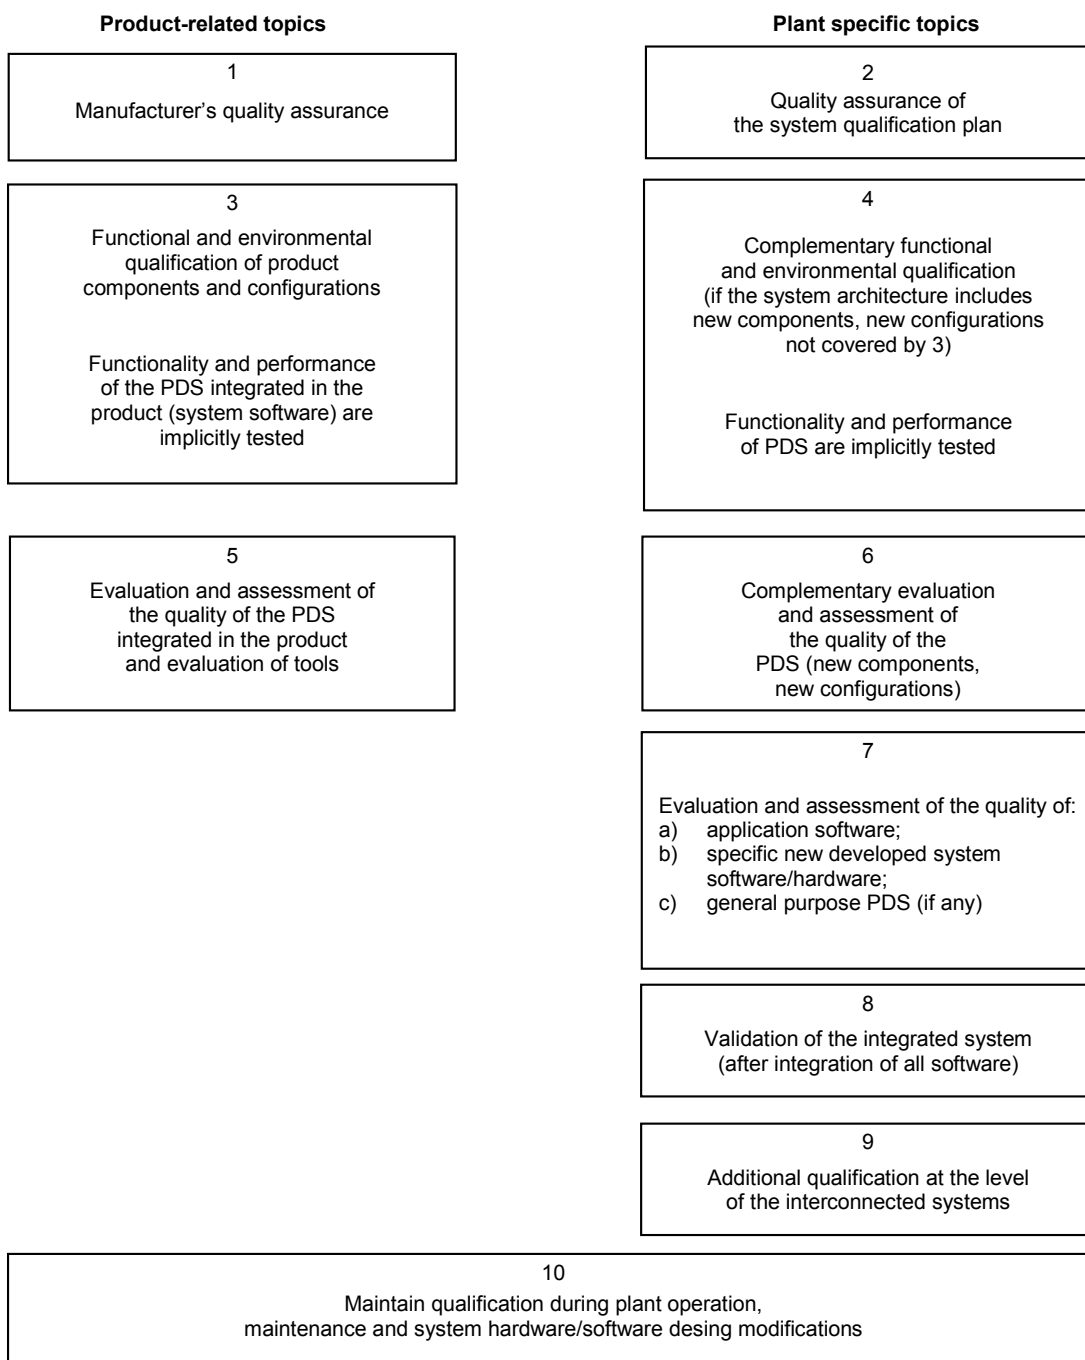 Product-related topics
Plant specific topics
1
Manufacturer’s quality assurance
2
Quality assurance of
the system qualification plan
3
Functional and environmental
qualification of product
components and configurations
Functionality and performance
of the PDS integrated in the
product (system software) are
implicitly tested
4
Complementary functional
and environmental qualification
(if the system architecture includes
new components, new configurations
not covered by 3)
Functionality and performance
of PDS are implicitly tested
5
Evaluation and assessment of
the quality of the PDS
integrated in the product
and evaluation of tools
6
Complementary evaluation
and assessment of
the quality of the
PDS (new components,
new configurations)
7
Evaluation and assessment of the quality of:
a) application software;
b) specific new developed system
software/hardware;
c) general purpose PDS (if any)
8
Validation of the integrated system
(after integration of all software)
9
Additional qualification at the level
of the interconnected systems
10
Maintain qualification during plant operation,
maintenance and system hardware/software desing modifications